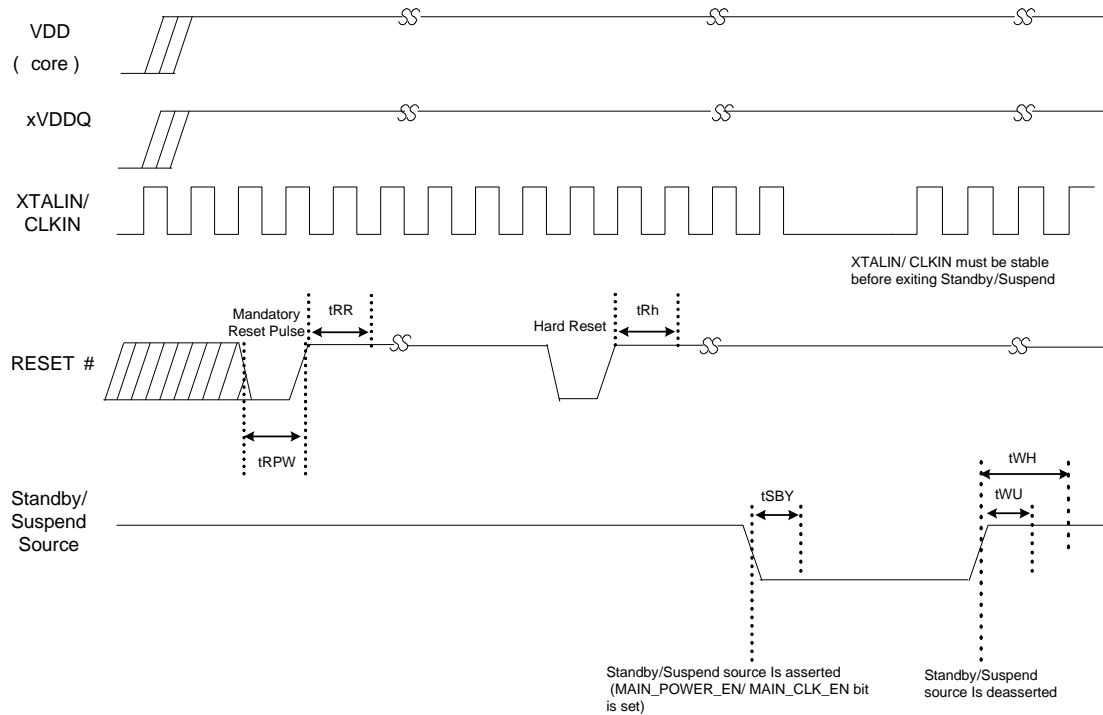 VDD
( core )
xVDDQ
XTALIN/
CLKIN
XTALIN/ CLKIN must be stable
before exiting Standby/Suspend
Mandatory
Reset Pulse
tRR
Hard Reset
tRh
RESET #
tRPW
tWH
Standby/
Suspend
Source
tSBY
tWU
Standby/Suspend source Is asserted
(MAIN_POWER_EN/ MAIN_CLK_EN bit
is set)
Standby/Suspend
source Is deasserted